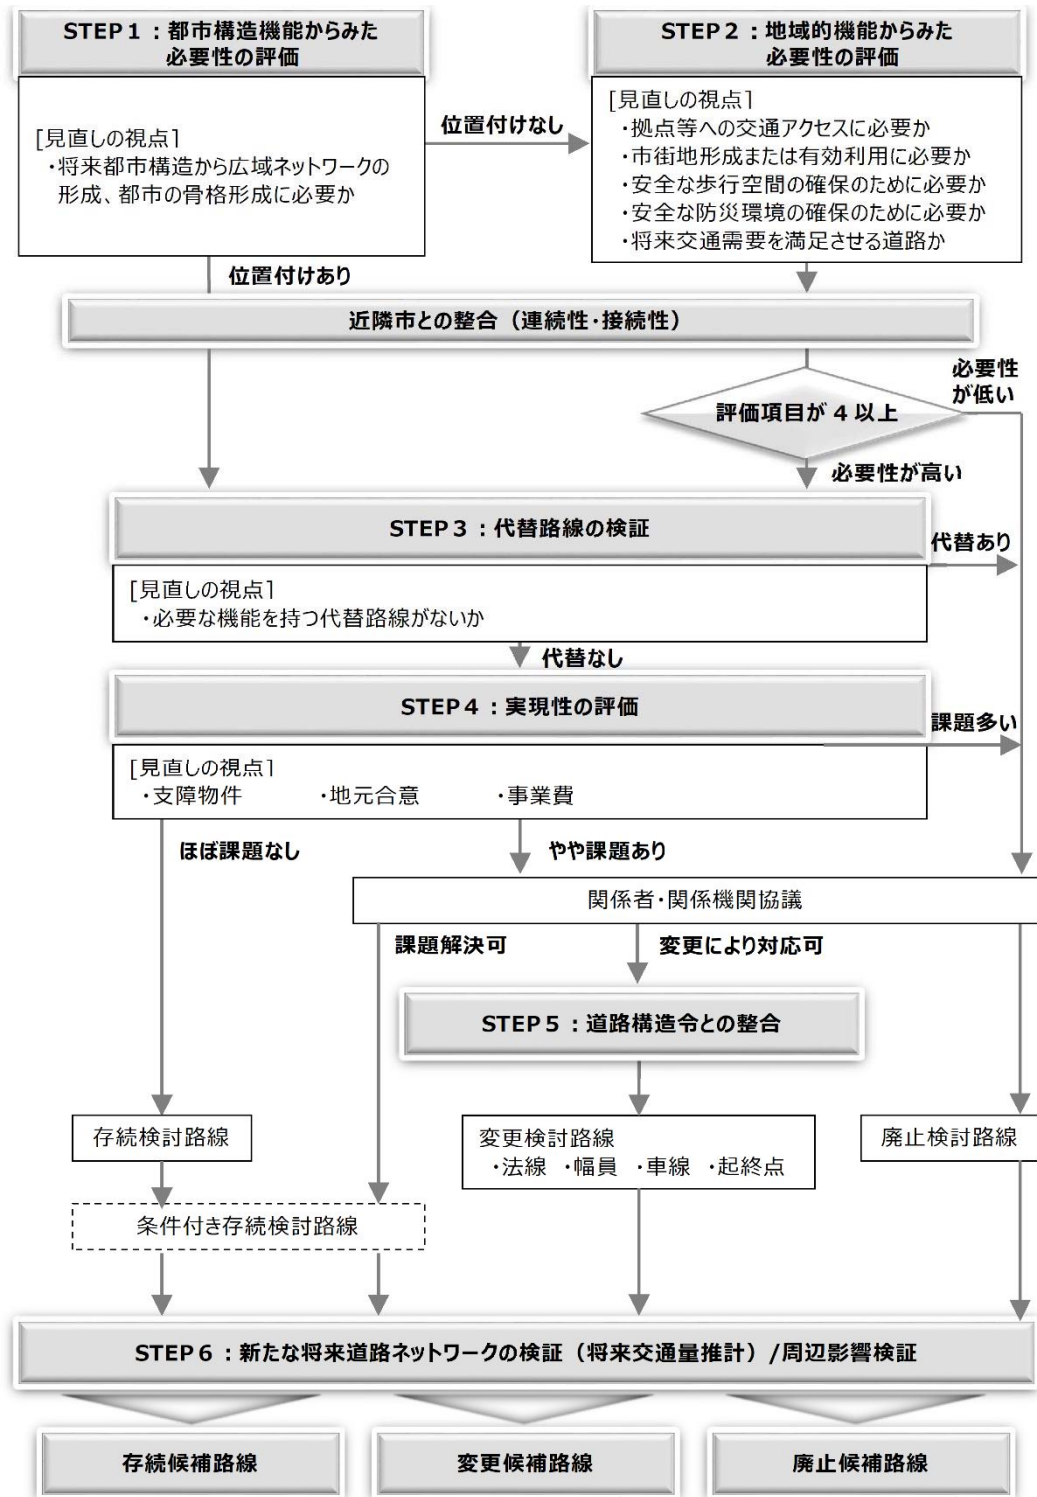 STEP1：都市構造機能からみた
必要性の評価
[見直しの視点]
・将来都市構造から広域ネットワークの
形成、都市の骨格形成に必要か
位置付けなし
STEP2：地域的機能からみた
必要性の評価
[見直しの視点]
・拠点等への交通アクセスに必要か
・市街地形成または有効利用に必要か
・安全な歩行空間の確保のために必要か
・安全な防災環境の確保のために必要か
・将来交通需要を満足させる道路か
位置付けあり
近隣市との整合（連続性・接続性）
必要性
が低い
評価項目が4以上
必要性が高い
STEP3：代替路線の検証
代替あり
[見直しの視点]
・必要な機能を持つ代替路線がないか
代替なし
STEP4：実現性の評価
課題多い
[見直しの視点]
・支障物件 ・地元合意 ・事業費
ほぼ課題なし
やや課題あり
関係者・関係機関協議
課題解決可
変更により対応可
STEP5：道路構造令との整合
存続検討路線
変更検討路線
・法線 ・幅員 ・車線 ・起終点
廃止検討路線
条件付き存続検討路線
STEP6：新たな将来道路ネットワークの検証（将来交通量推計）/周辺影響検証
存続候補路線
変更候補路線
廃止候補路線